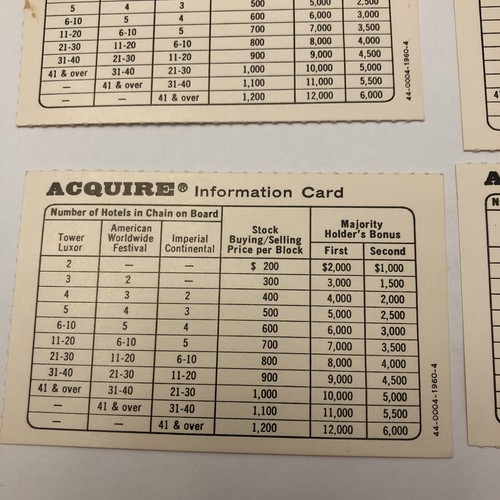 5 4 3 500 5,000 2,500
6-10 5 4 600 6,000 3,000
11-20 6-10 5 700 7,000 3,500
21-30 11-20 6-10 800 8,000 4,000
31-40 21-30 11-20 900 9,000 4,500
41 & over 31-40 21-30 1,000 10,000 5,000
— 41 & over 31-40 1,100 11,000 5,500
— — 41 & over 1,200 12,000 6,000
44-0004-1960-4
ACQUIRE® Information Card
Number of Hotels in Chain on Board
Tower Luxor
American Worldwide Festival
Imperial Continental
Stock Buying/Selling Price per Block
Majority Holder's Bonus
First Second
2 — — $ 200 $2,000 $1,000
3 2 — 300 3,000 1,500
4 3 2 400 4,000 2,000
5 4 3 500 5,000 2,500
6-10 5 4 600 6,000 3,000
11-20 6-10 5 700 7,000 3,500
21-30 11-20 6-10 800 8,000 4,000
31-40 21-30 11-20 900 9,000 4,500
41 & over 31-40 21-30 1,000 10,000 5,000
— 41 & over 31-40 1,100 11,000 5,500
— — 41 & over 1,200 12,000 6,000
44-0004-1960-4